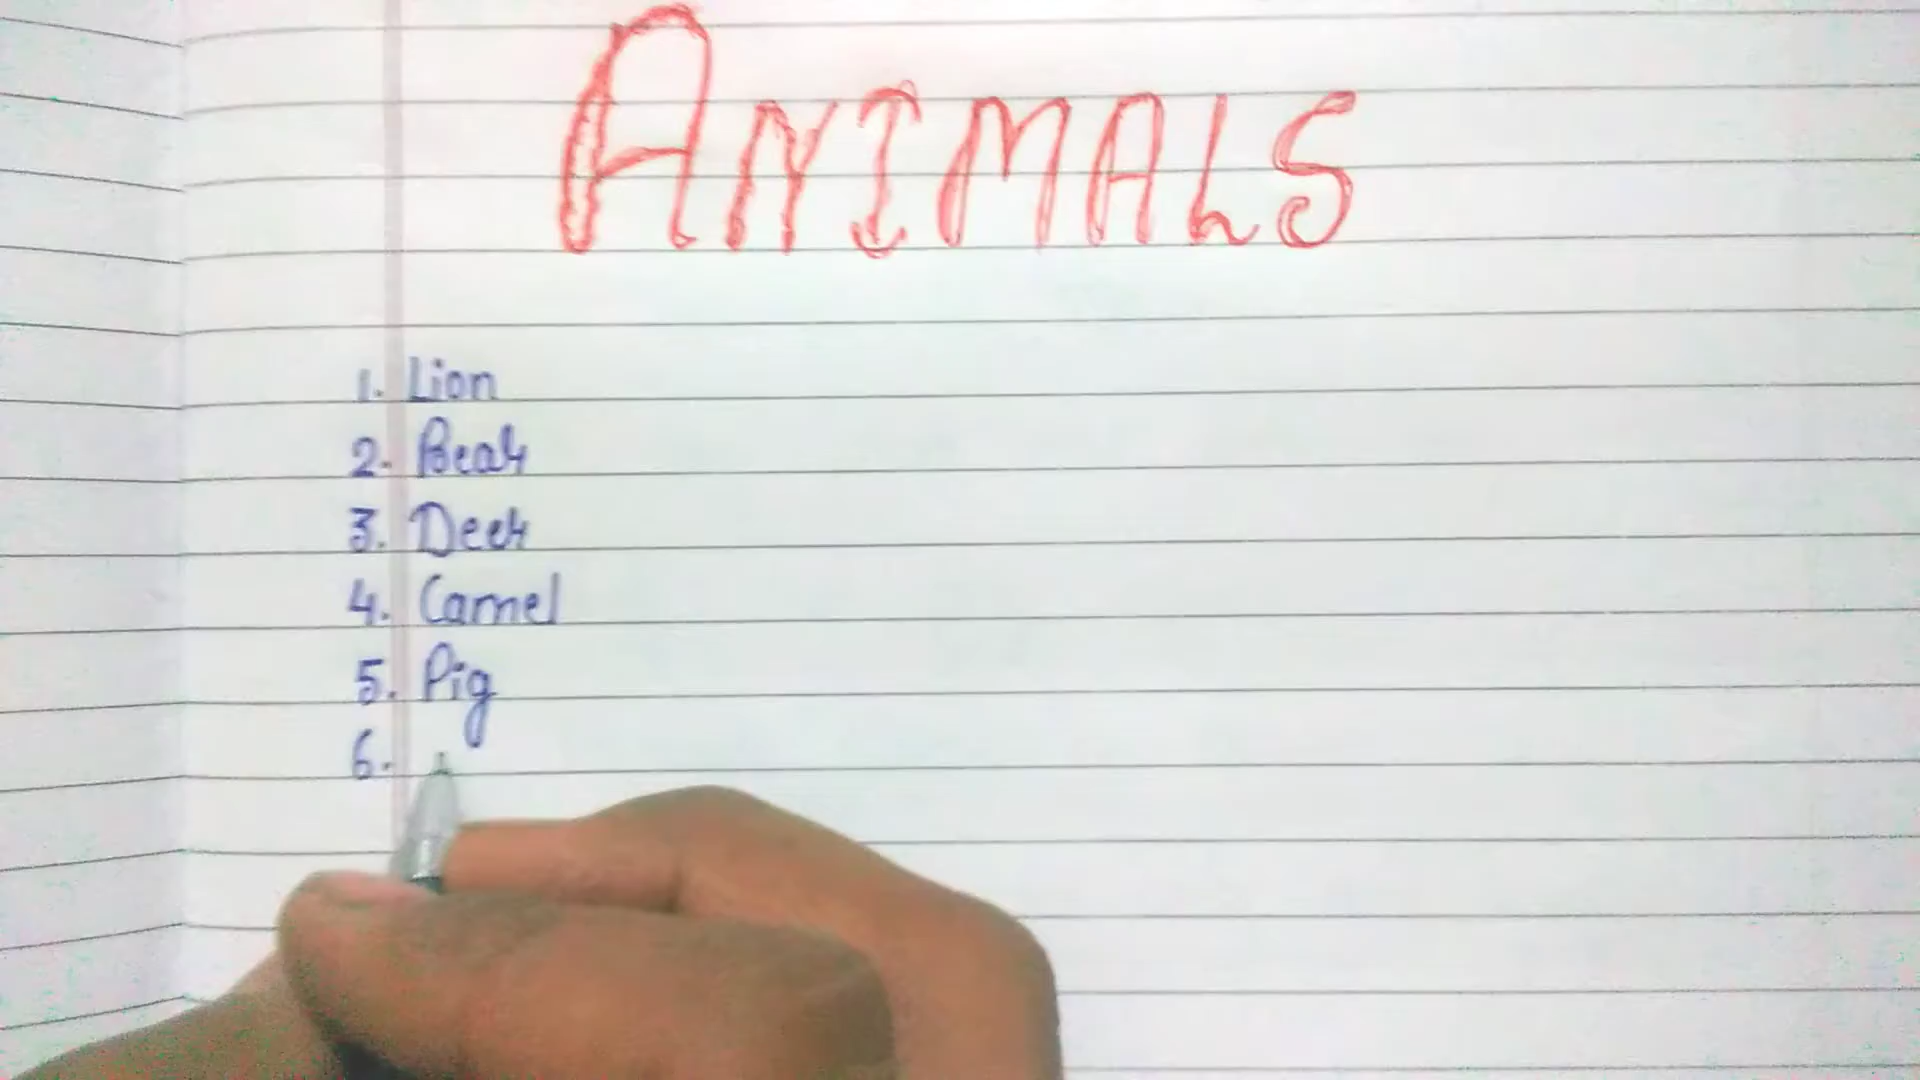 ANIMALS
1. Lion
2. Bear
3. Deer
4. Camel
5. Pig
6.